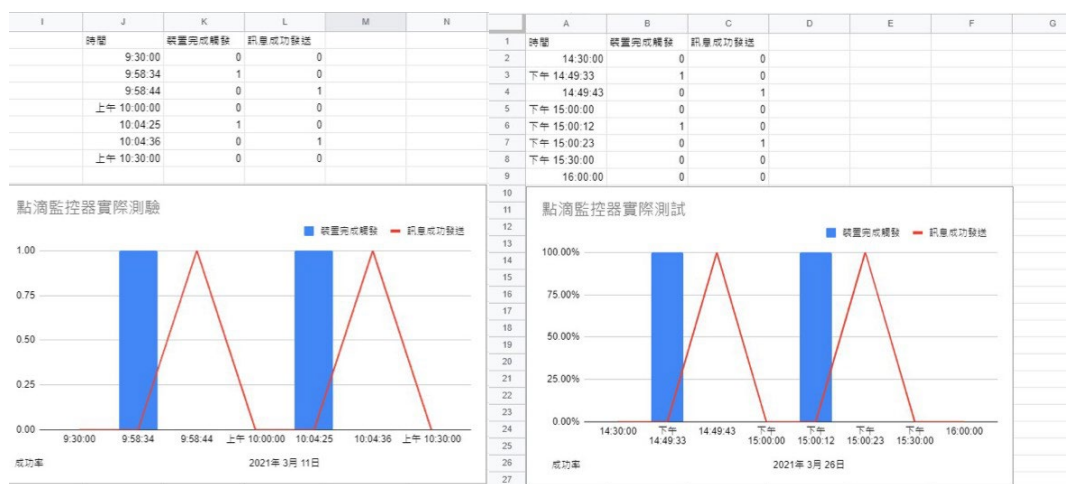 I J K L M N
時間 裝置完成觸發 訊息成功發送
9:30:00 0 0
9:58:34 1 0
9:58:44 0 1
上午 10:00:00 0 0
10:04:25 1 0
10:04:36 0 1
上午 10:30:00 0 0
點滴監控器實際測驗
裝置完成觸發 訊息成功發送
1.00
0.75
0.50
0.25
0.00
9:30:00 9:58:34 9:58:44 上午 10:00:00 10:04:25 10:04:36 上午 10:30:00
成功率 2021年 3月 11日
A B C D E F G
1 時間 裝置完成觸發 訊息成功發送
2 14:30:00 0 0
3 下午 14:49:33 1 0
4 14:49:43 0 1
5 下午 15:00:00 0 0
6 下午 15:00:12 1 0
7 下午 15:00:23 0 1
8 下午 15:30:00 0 0
9 16:00:00 0 0
10
11
12
13
14
15
16
17
18
19
20
21
22
23
24
25
26
27
點滴監控器實際測試
裝置完成觸發 訊息成功發送
100.00%
75.00%
50.00%
25.00%
0.00%
14:30:00 下午 14:49:33 14:49:43 下午 15:00:00 下午 15:00:12 下午 15:00:23 下午 15:30:00 16:00:00
成功率 2021年 3月 26日